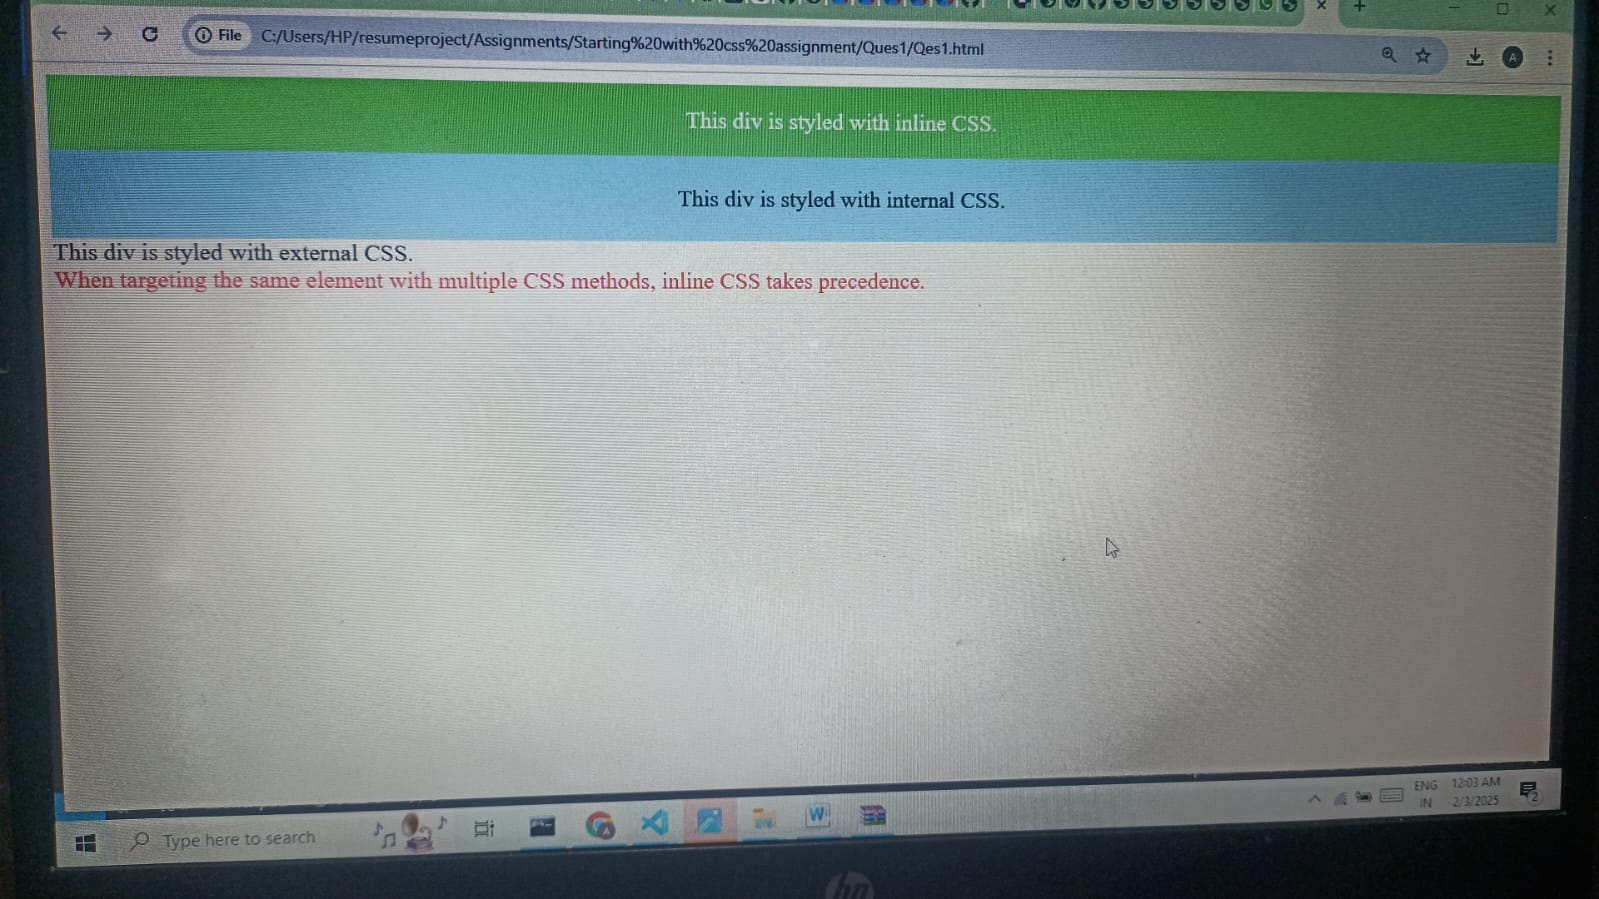 File C:/Users/HP/resumeproject/Assignments/Starting%20with%20css%20assignment/Ques1/Qes1.html
A
This div is styled with inline CSS.
This div is styled with internal CSS.
This div is styled with external CSS.
When targeting the same element with multiple CSS methods, inline CSS takes precedence.
ENG 12:03 AM
IN 2/3/2025
2
Type here to search
A
W
hp